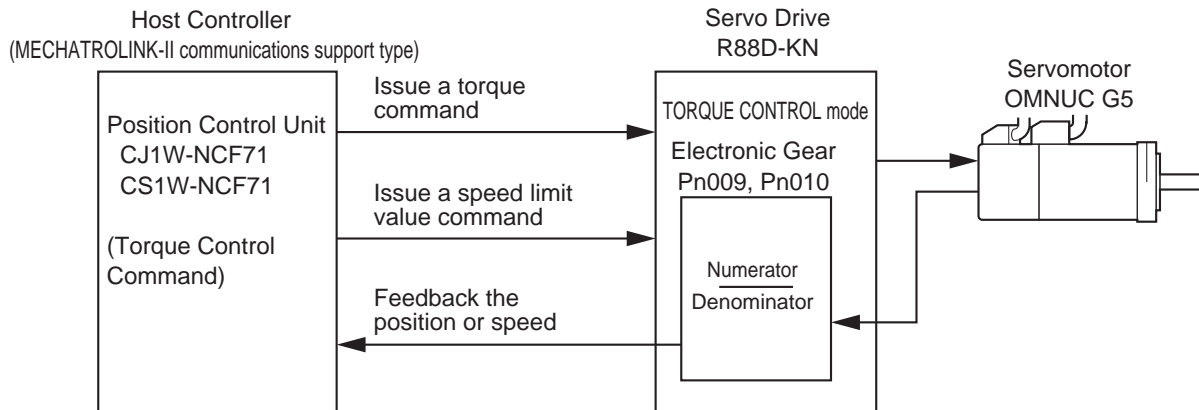 Host Controller
(MECHATROLINK-II communications support type)
Position Control Unit
CJ1W-NCF71
CS1W-NCF71
(Torque Control
Command)
Issue a torque
command
Issue a speed limit
value command
Feedback the
position or speed
Servo Drive
R88D-KN
TORQUE CONTROL mode
Electronic Gear
Pn009, Pn010
Numerator
Denominator
Servomotor
OMNUC G5